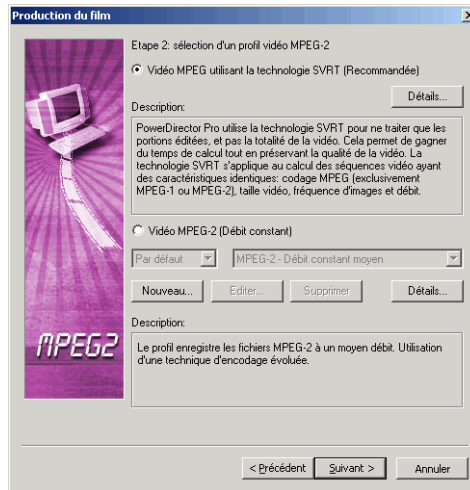 Production du film
Etape 2: sélection d'un profil vidéo MPEG-2
Vidéo MPEG utilisant la technologie SVRT (Recommandée)
Détails...
Description:
PowerDirector Pro utilise la technologie SVRT pour ne traiter que les
portions éditées, et pas la totalité de la vidéo. Cela permet de gagner
du temps de calcul tout en préservant la qualité de la vidéo. La
technologie SVRT s'applique au calcul des séquences vidéo ayant
des caractéristiques identiques: codage MPEG (exclusivement
MPEG-1 ou MPEG-2), taille vidéo, fréquence d'images et débit.
Vidéo MPEG-2 (Débit constant)
Par défaut
MPEG-2 - Débit constant moyen
Nouveau...
Editer...
Supprimer
Détails...
Description:
Le profil enregistre les fichiers MPEG-2 à un moyen débit. Utilisation
d'une technique d'encodage évoluée.
MPEG2
< Précédent
Suivant >
Annuler